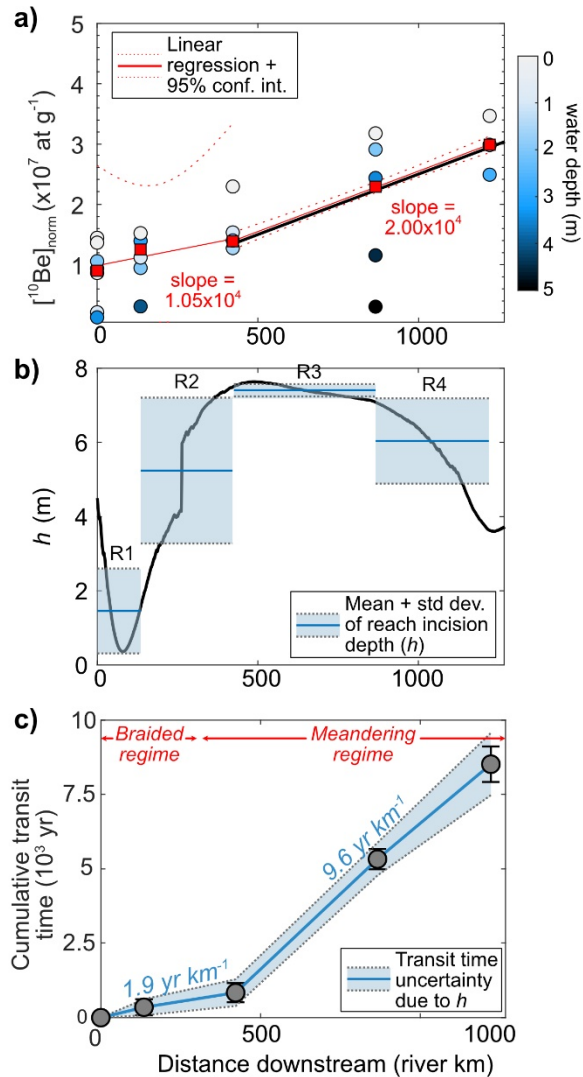 a)
Linear
regression +
95% conf. int.
[¹⁰Be]norm (x10⁷ at g⁻¹)
5
4
3
2
1
0
slope =
1.05x10⁴
slope =
2.00x10⁴
0
500
1000
0
1
2
3
4
5
water depth (m)
b)
h (m)
8
6
4
2
0
R1
R2
R3
R4
Mean + std dev.
of reach incision
depth (h)
0
500
1000
c)
Cumulative transit
time (10³ yr)
10
7.5
5
2.5
0
Braided
regime
Meandering
regime
1.9 yr km⁻¹
9.6 yr km⁻¹
Transit time
uncertainty
due to h
0
500
1000
Distance downstream (river km)